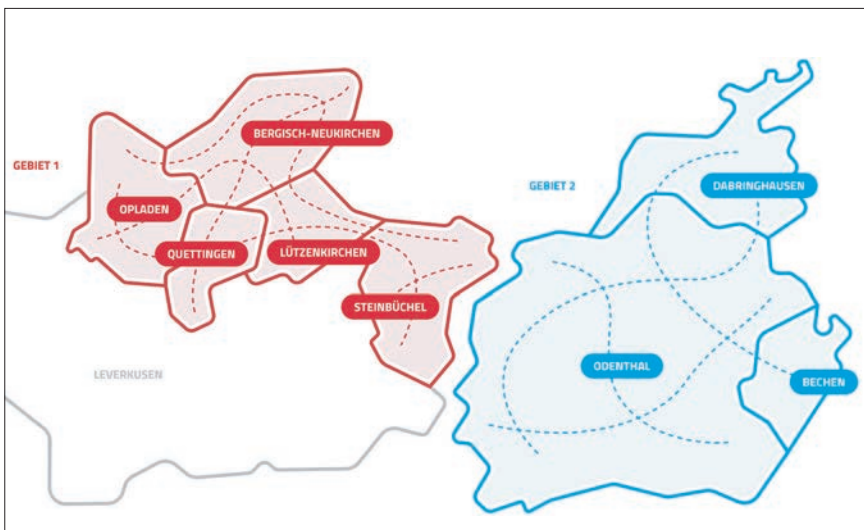 BERGISCH-NEUKIRCHEN
GEBIET 1
OPLADEN
QUETTINGEN
LÜTZENKIRCHEN
STEINBÜCHEL
LEVERKUSEN
GEBIET 2
DABRINGHAUSEN
ODENTHAL
BECHEN